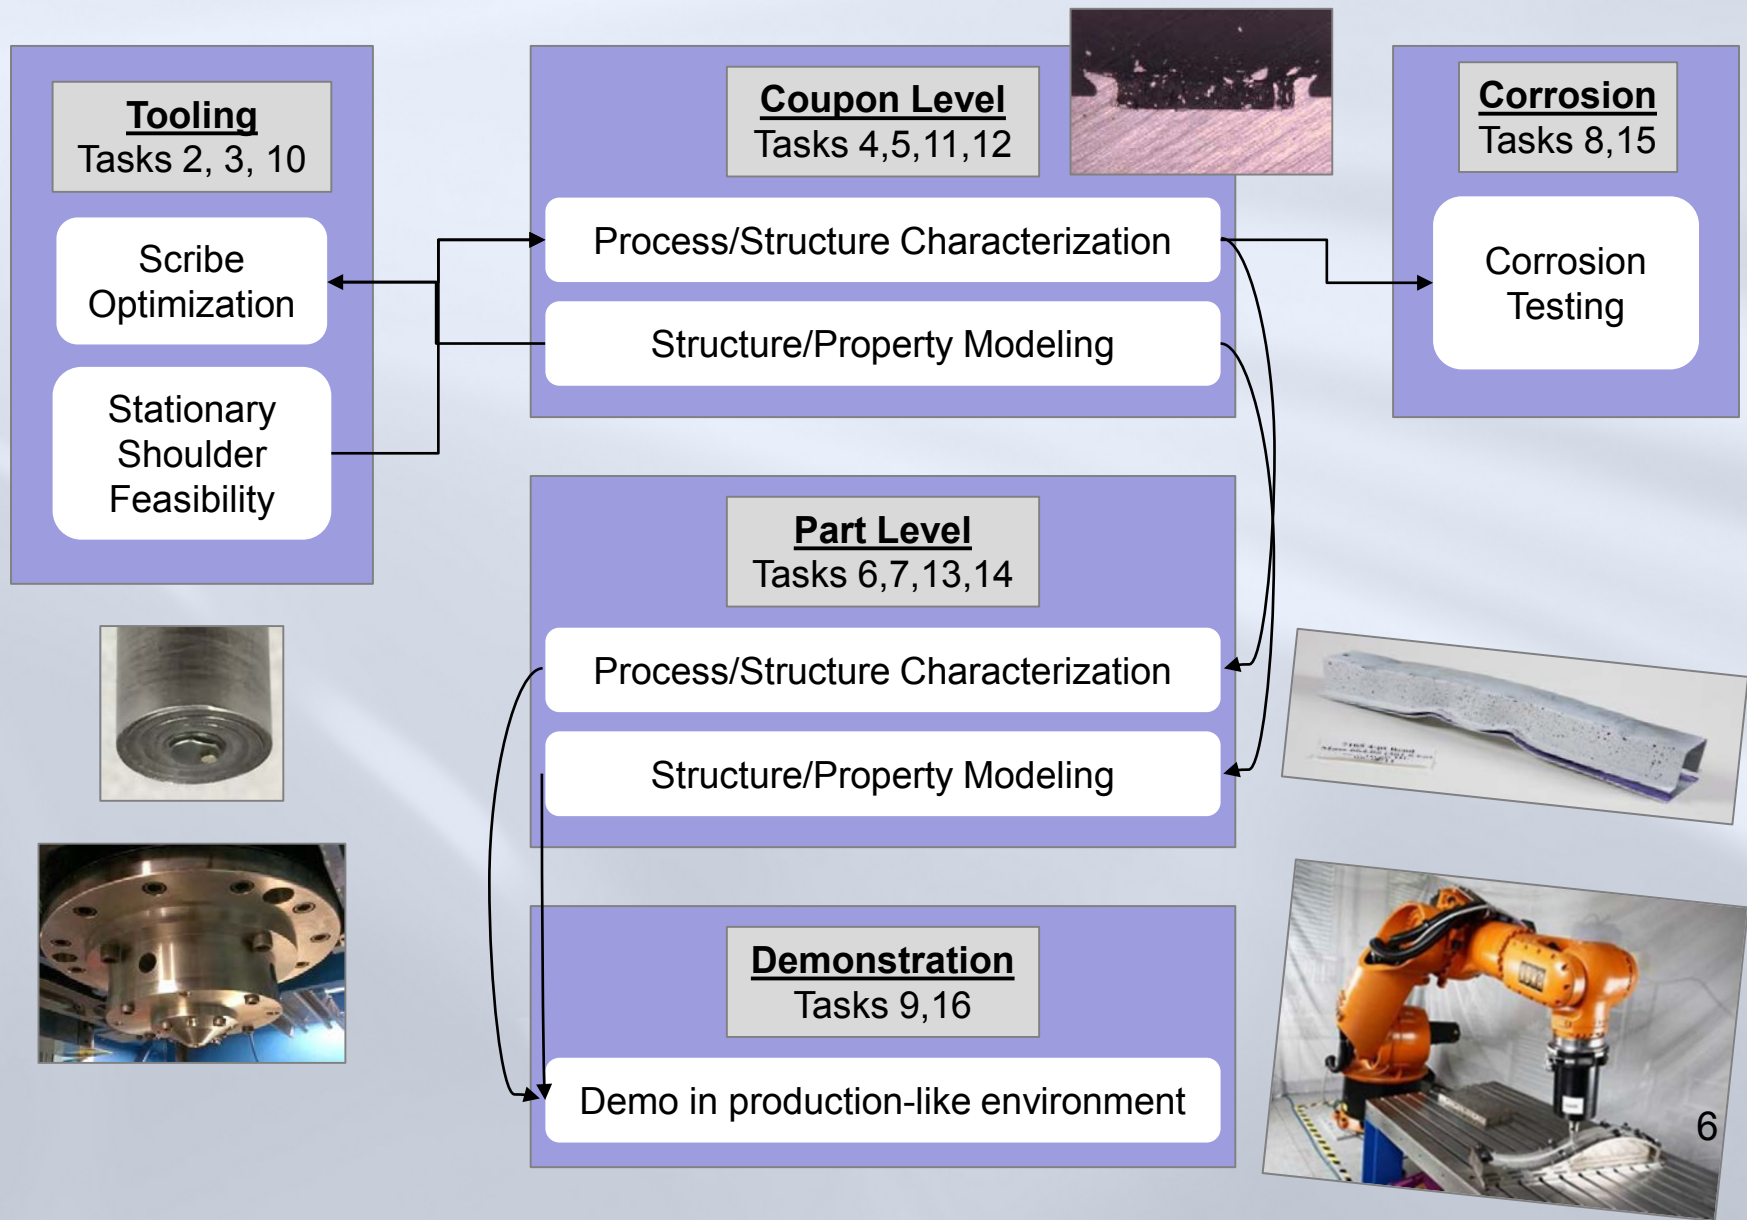 Tooling
Tasks 2, 3, 10
Scribe
Optimization
Stationary
Shoulder
Feasibility
Coupon Level
Tasks 4,5,11,12
Process/Structure Characterization
Structure/Property Modeling
Corrosion
Tasks 8,15
Corrosion
Testing
Part Level
Tasks 6,7,13,14
Process/Structure Characterization
Structure/Property Modeling
Demonstration
Tasks 9,16
Demo in production-like environment
6